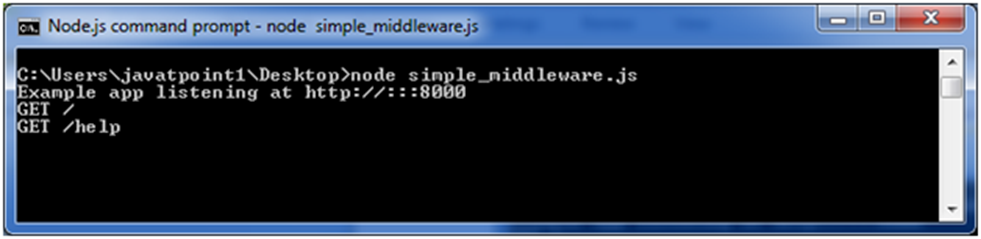 Node.js command prompt - node simple_middleware.js
C:\Users\javatpoint1\Desktop>node simple_middleware.js
Example app listening at http://:::8000
GET /
GET /help